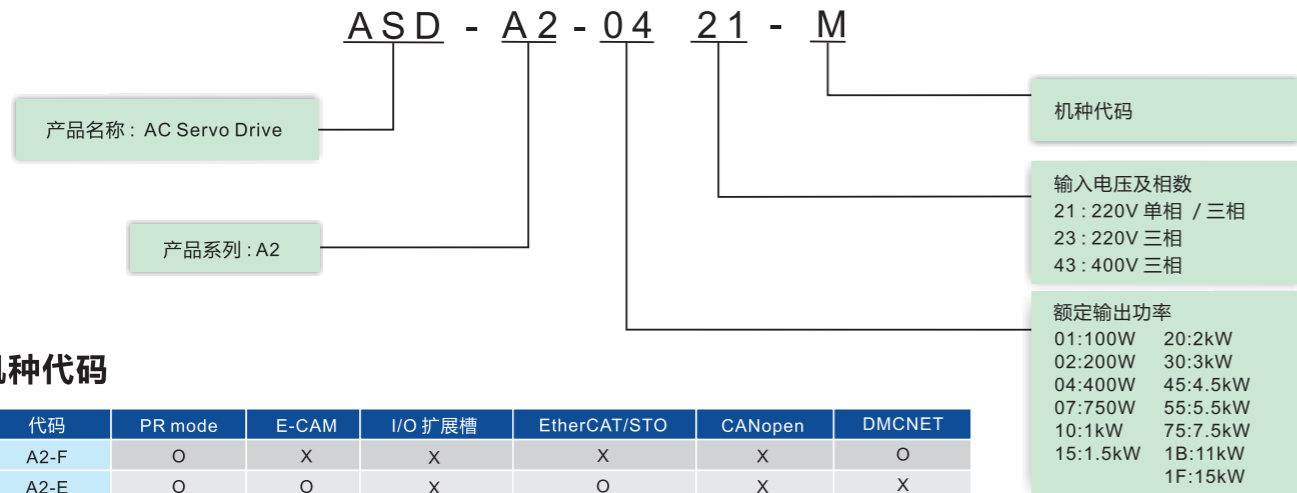 ASD - A2 - 04 21 - M
产品名称 : AC Servo Drive
产品系列 : A2
机种代码
输入电压及相数
21 : 220V 单相 / 三相
23 : 220V 三相
43 : 400V 三相
额定输出功率
01:100W 20:2kW
02:200W 30:3kW
04:400W 45:4.5kW
07:750W 55:5.5kW
10:1kW 75:7.5kW
15:1.5kW 1B:11kW
1F:15kW
机种代码
代码 PR mode E-CAM I/O 扩展槽 EtherCAT/STO CANopen DMCNET
A2-F O X X X X O
A2-E O O X O X X